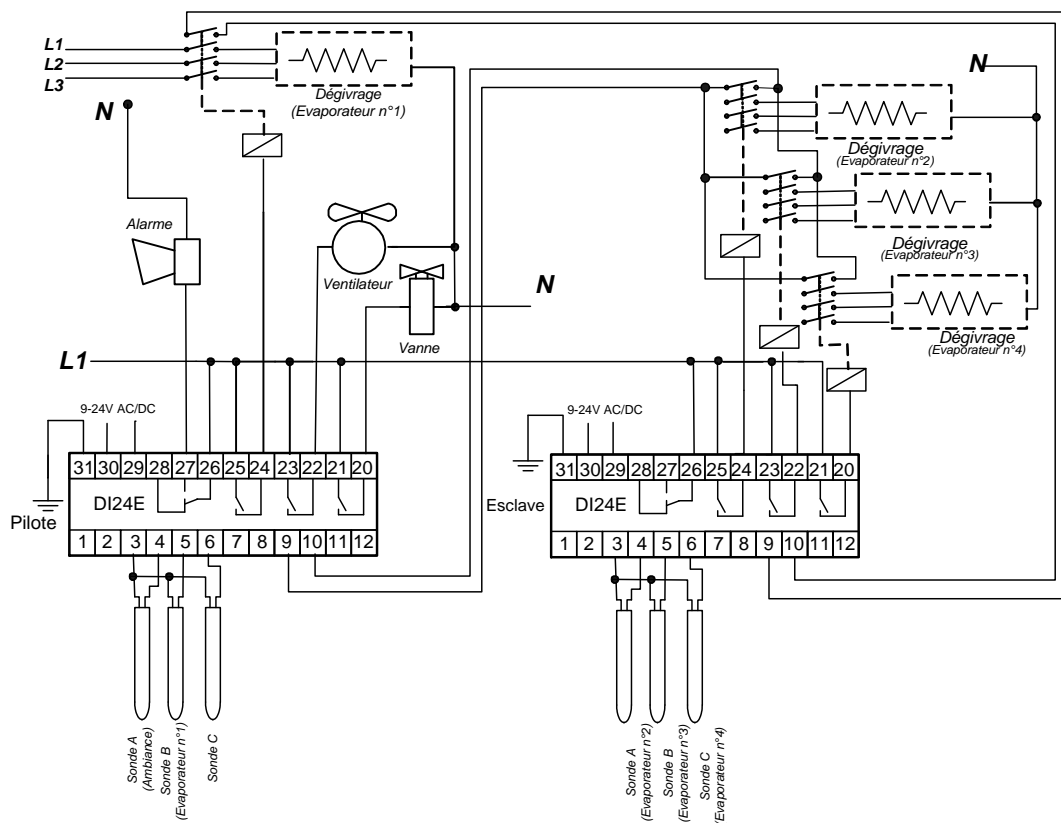 L1
L2
L3
Dégivrage
(Evaporateur n°1)
N
N
Dégivrage
(Evaporateur n°2)
Alarme
Ventilateur
Dégivrage
(Evaporateur n°3)
N
Vanne
Dégivrage
(Evaporateur n°4)
L1
9-24V AC/DC
9-24V AC/DC
31 30 29 28 27 26 25 24 23 22 21 20
31 30 29 28 27 26 25 24 23 22 21 20
DI24E
Pilote
Esclave
DI24E
1 2 3 4 5 6 7 8 9 10 11 12
1 2 3 4 5 6 7 8 9 10 11 12
Sonde A
(Ambiance)
Sonde B
(Evaporateur n°1)
Sonde C
Sonde A
(Evaporateur n°2)
Sonde B
(Evaporateur n°3)
Sonde C
(Evaporateur n°4)